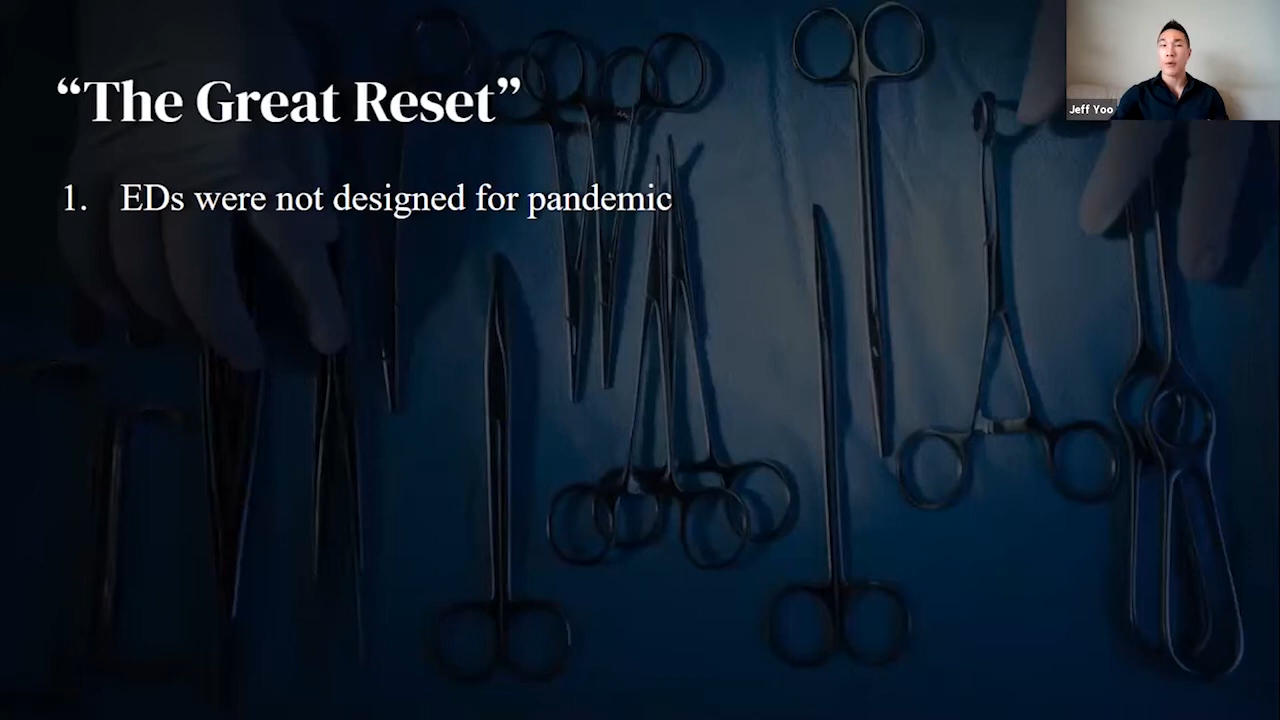 “The Great Reset”
Jeff Yoo
1. EDs were not designed for pandemic